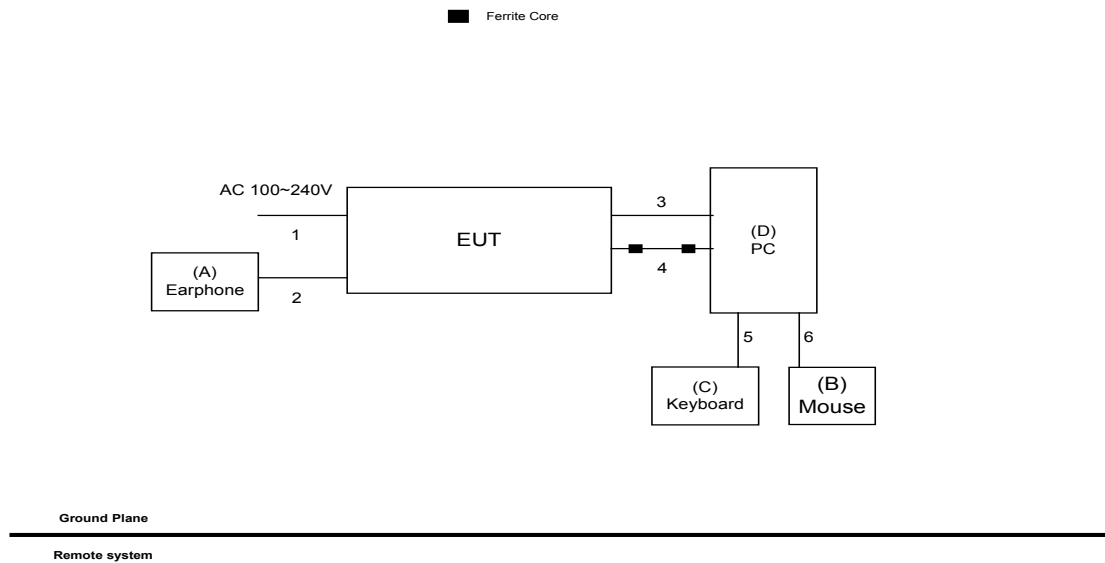 Ferrite Core
AC 100~240V
1
EUT
3
4
(D)
PC
(A)
Earphone
2
5
6
(C)
Keyboard
(B)
Mouse
Ground Plane
Remote system